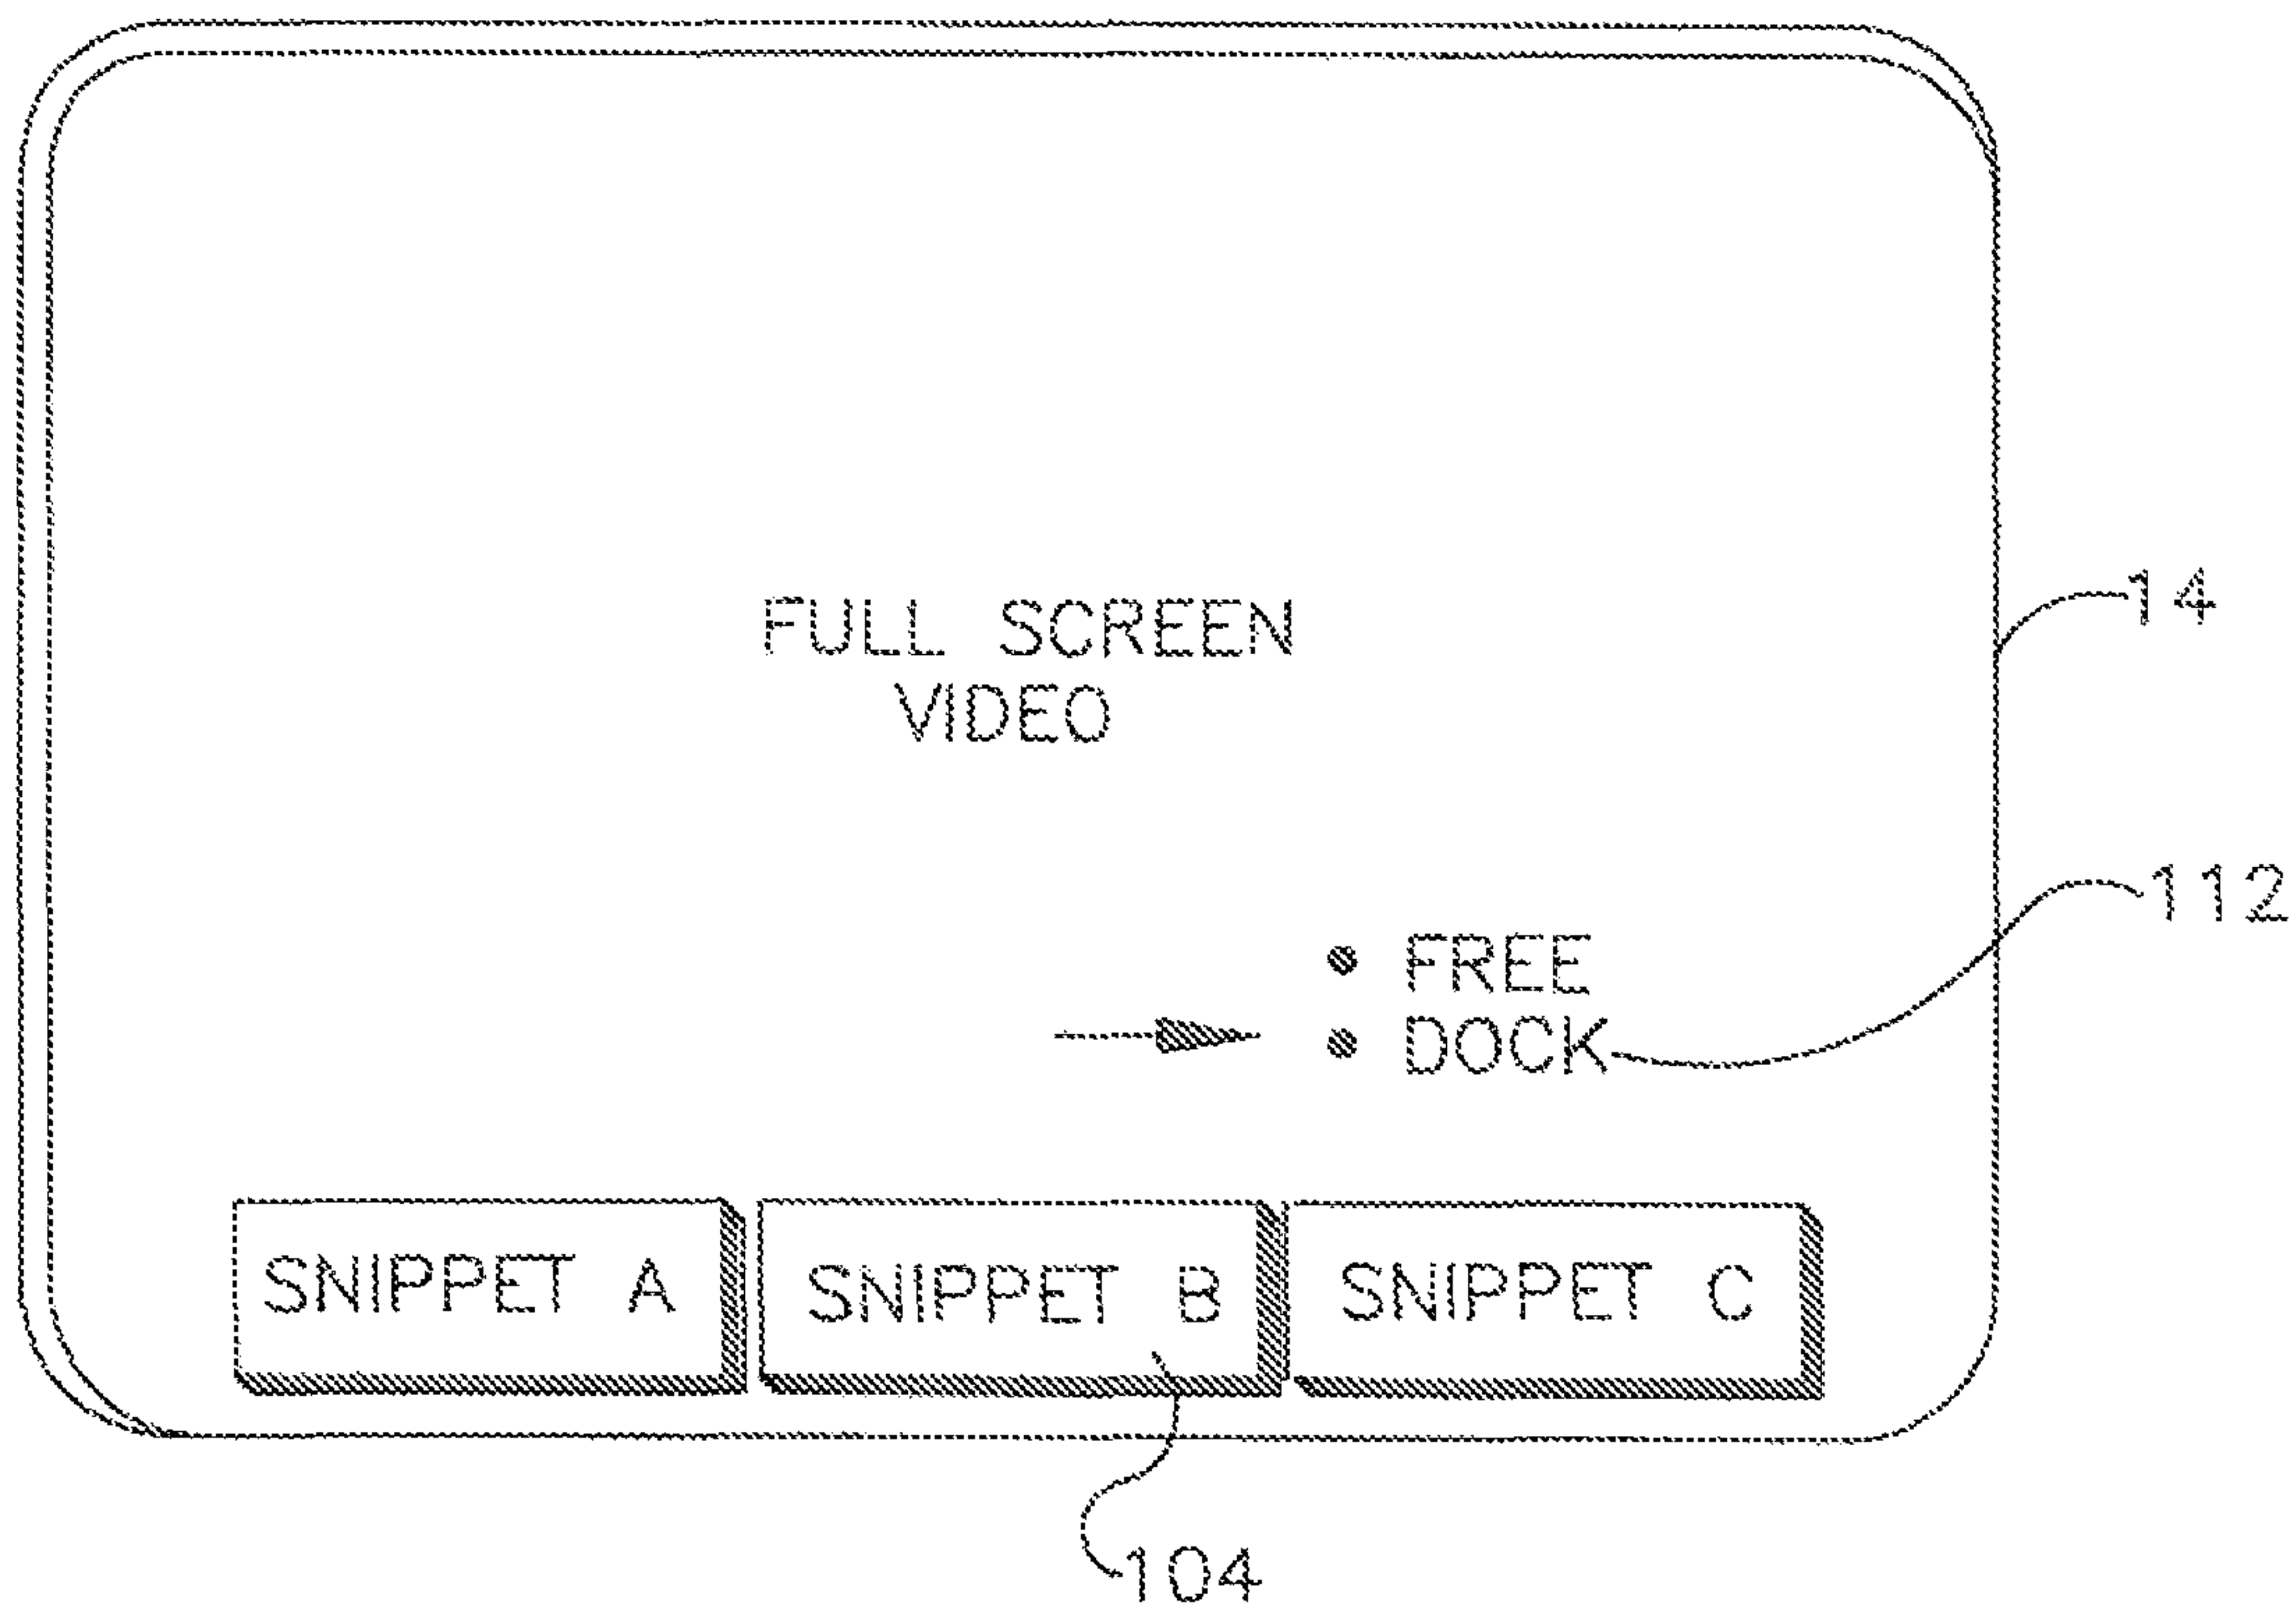 FULL SCREEN
VIDEO
14
112
• FREE
• DOCK
SNIPPET A
SNIPPET B
SNIPPET C
104